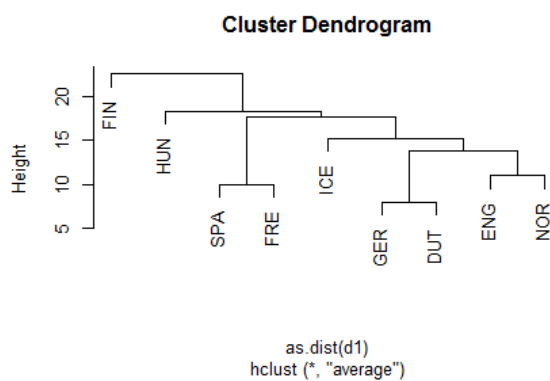 Cluster Dendrogram
Height
20
15
10
5
FIN
HUN
SPA
FRE
ICE
GER
DUT
ENG
NOR
as.dist(d1)
hclust (*, "average")